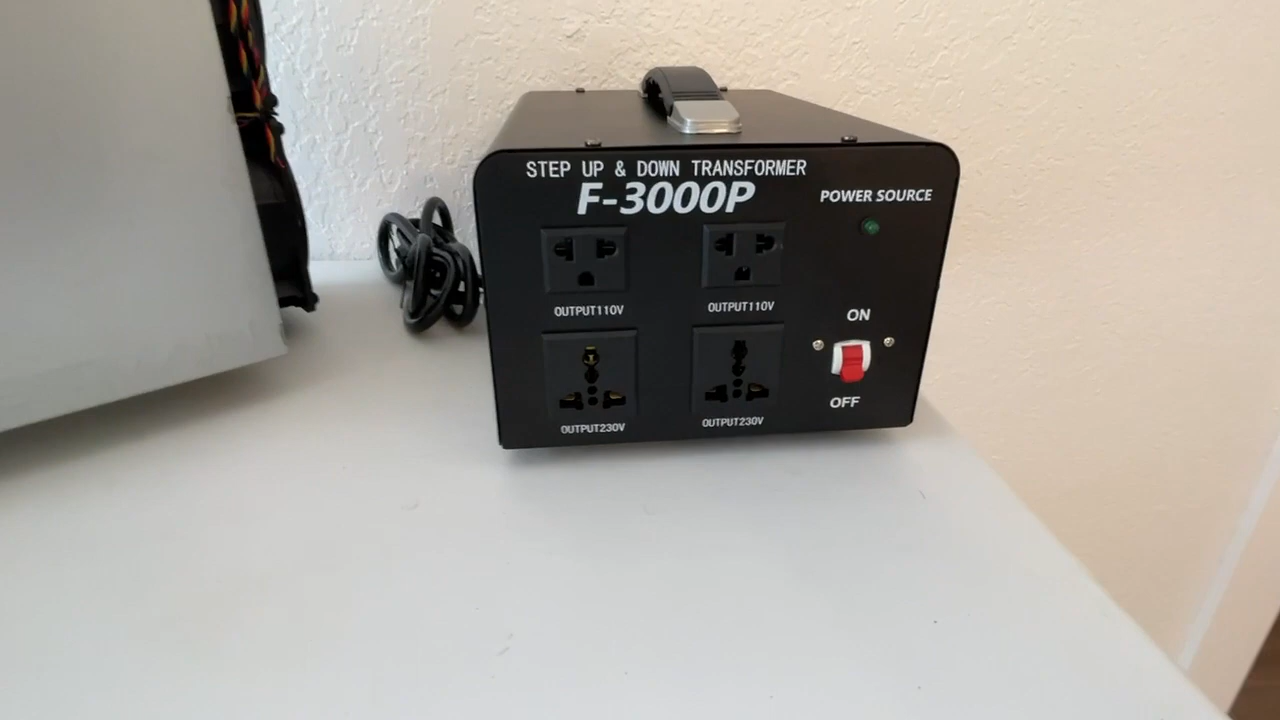 STEP UP & DOWN TRANSFORMER
F-3000P
POWER SOURCE
OUTPUT110V
OUTPUT110V
ON
OFF
OUTPUT230V
OUTPUT230V